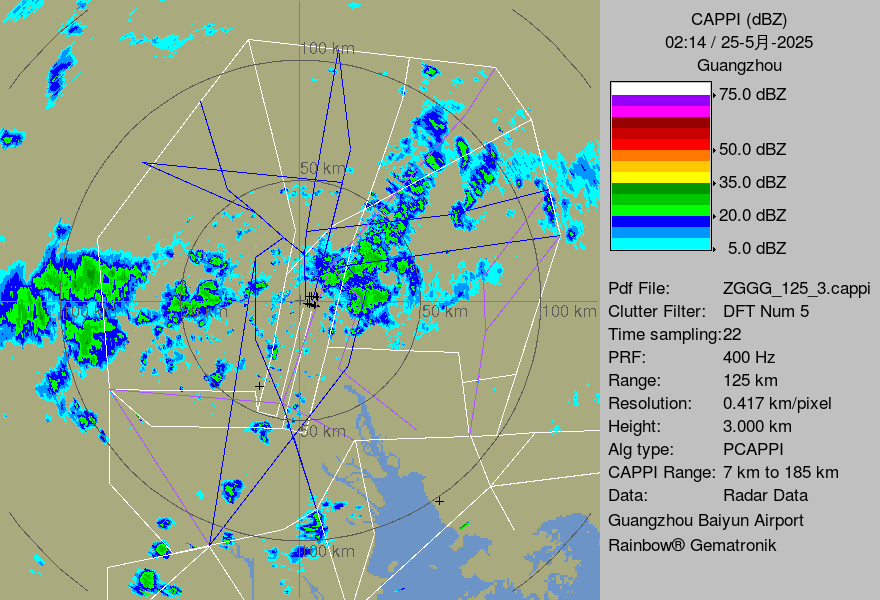 CAPPI (dBZ)
02:14 / 25-5月-2025
Guangzhou
75.0 dBZ
50.0 dBZ
35.0 dBZ
20.0 dBZ
5.0 dBZ
Pdf File: ZGGG_125_3.cappi
Clutter Filter: DFT Num 5
Time sampling:22
PRF: 400 Hz
Range: 125 km
Resolution: 0.417 km/pixel
Height: 3.000 km
Alg type: PCAPPI
CAPPI Range: 7 km to 185 km
Data: Radar Data
Guangzhou Baiyun Airport
Rainbow® Gematronik
100 km
50 km
100 km 50 km 50 km 100 km
50 km
100 km